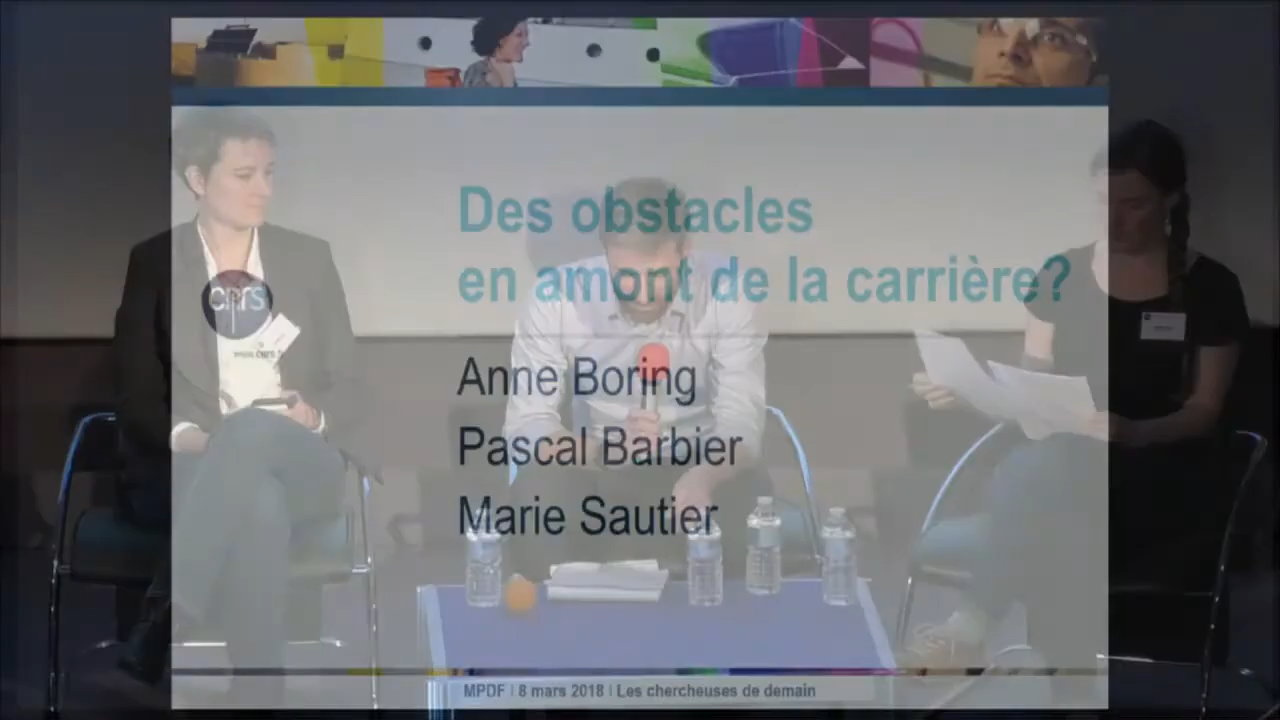 Des obstacles
en amont de la carrière?
cnrs
Anne Boring
Pascal Barbier
Marie Sautier
MPDF | 8 mars 2018 | Les chercheuses de demain